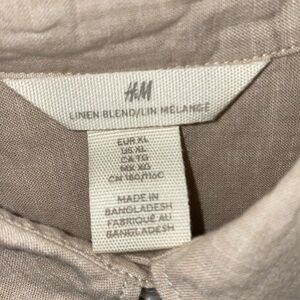 H&M
LINEN BLEND/LIN MÉLANGÉ
EUR XL
US XL
CA TG
MX XG
CN 180/116C
MADE IN
BANGLADESH
FABRIQUÉ AU
BANGLADESH